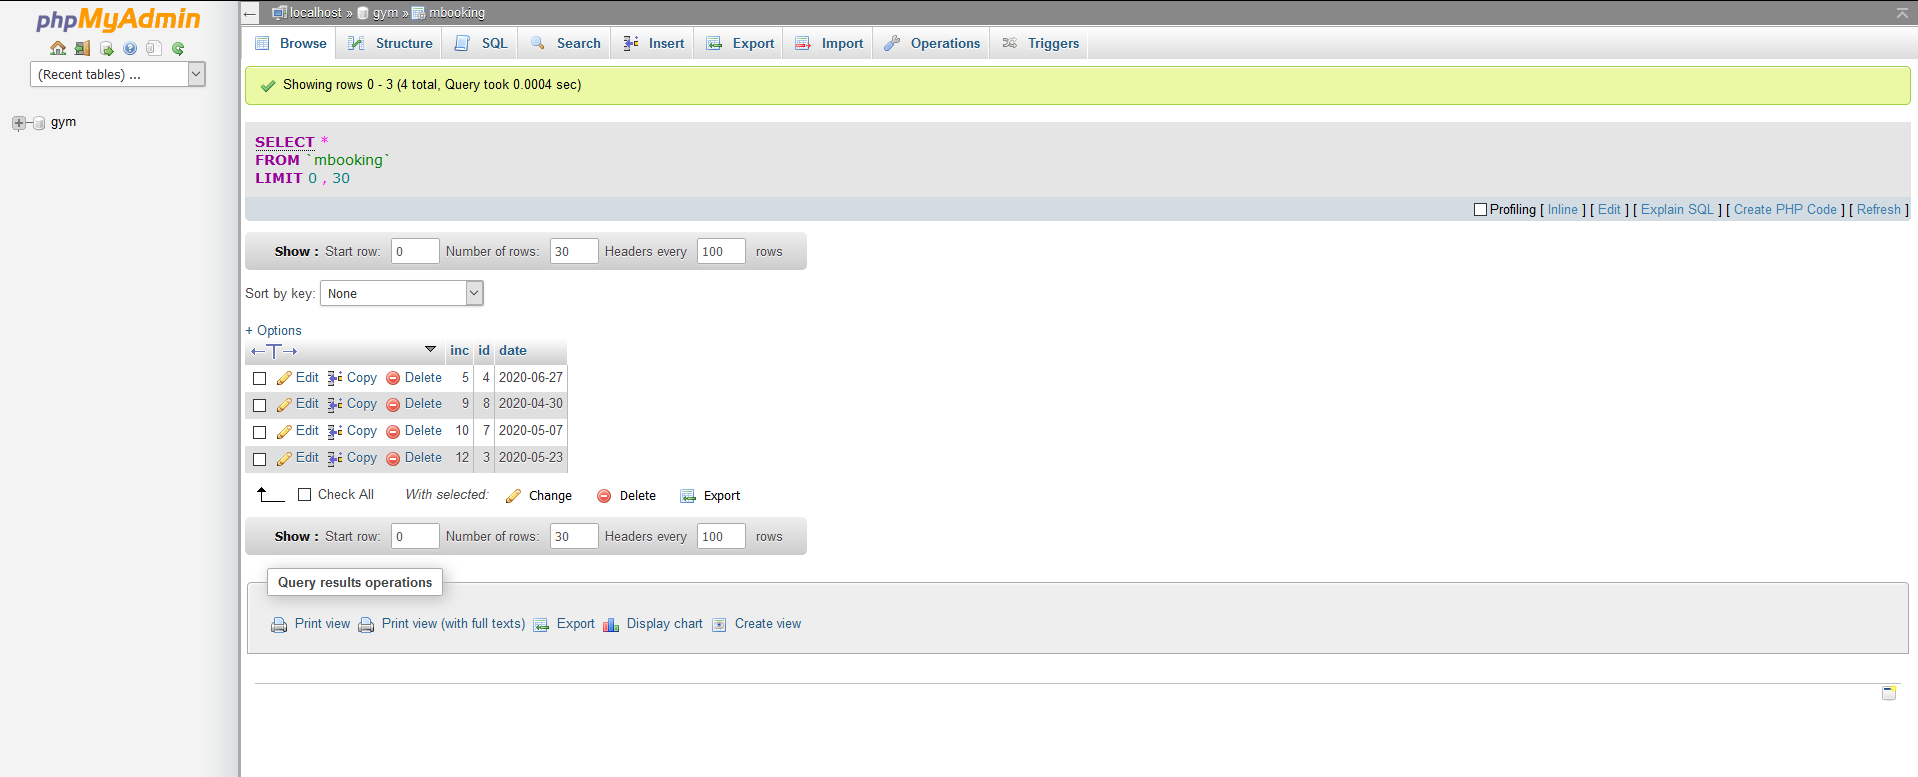 phpMyAdmin
(Recent tables) ...
gym
localhost » gym » mbooking
Browse Structure SQL Search Insert Export Import Operations Triggers
Showing rows 0 - 3 (4 total, Query took 0.0004 sec)
SELECT *
FROM `mbooking`
LIMIT 0 , 30
Profiling [ Inline ] [ Edit ] [ Explain SQL ] [ Create PHP Code ] [ Refresh ]
Show : Start row: 0 Number of rows: 30 Headers every 100 rows
Sort by key: None
+ Options
←T→ inc id date
Edit Copy Delete 5 4 2020-06-27
Edit Copy Delete 9 8 2020-04-30
Edit Copy Delete 10 7 2020-05-07
Edit Copy Delete 12 3 2020-05-23
Check All With selected: Change Delete Export
Show : Start row: 0 Number of rows: 30 Headers every 100 rows
Query results operations
Print view Print view (with full texts) Export Display chart Create view